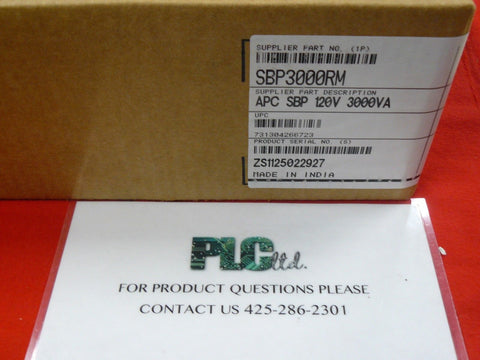 SUPPLIER PART NO. (1P)
SBP3000RM
SUPPLIER PART DESCRIPTION
APC SBP 120V 3000VA
UPC
731304266723
PRODUCT SERIAL NO. (S)
ZS1125022927
MADE IN INDIA
PLC ltd.
FOR PRODUCT QUESTIONS PLEASE
CONTACT US 425-286-2301